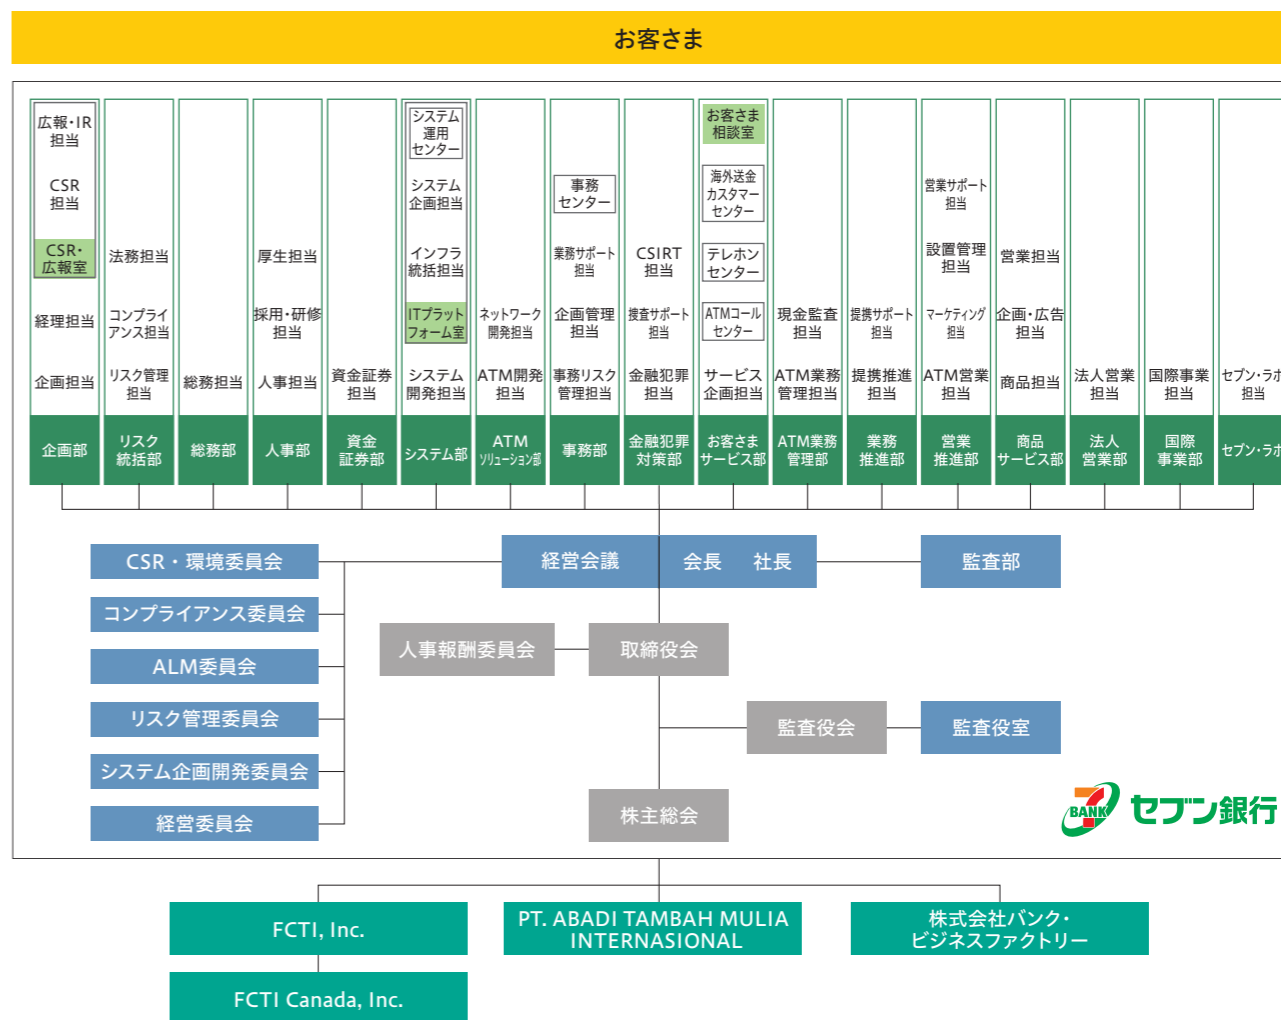 お客さま
広報・IR
担当
CSR
担当
CSR・
広報室
経理担当
企画担当
企画部
法務担当
コンプライ
アンス担当
リスク管理
担当
リスク
統括部
総務担当
総務部
厚生担当
採用・研修
担当
人事担当
人事部
資金証券
担当
資金
証券部
システム
運用
センター
システム
企画担当
インフラ
統括担当
ITプラット
フォーム室
システム
開発担当
システム部
ネットワーク
開発担当
ATM開発
担当
ATM
ソリューション部
事務
センター
業務サポート
担当
企画管理
担当
事務リスク
管理担当
事務部
CSIRT
担当
捜査サポート
担当
金融犯罪
担当
金融犯罪
対策部
お客さま
相談室
海外送金
カスタマー
センター
テレホン
センター
ATMコール
センター
サービス
企画担当
お客さま
サービス部
現金監査
担当
ATM業務
管理担当
ATM業務
管理部
提携サポート
担当
提携推進
担当
業務
推進部
営業サポート
担当
設置管理
担当
マーケティング
担当
ATM営業
担当
営業
推進部
営業担当
企画・広告
担当
商品担当
商品
サービス部
法人営業
担当
法人
営業部
国際事業
担当
国際
事業部
セブン・ラボ
担当
セブン・ラボ
CSR・環境委員会
コンプライアンス委員会
ALM委員会
リスク管理委員会
システム企画開発委員会
経営委員会
経営会議
会長 社長
監査部
人事報酬委員会
取締役会
監査役会
監査役室
株主総会
7
BANK
セブン銀行
FCTI, Inc.
PT. ABADI TAMBAH MULIA
INTERNASIONAL
株式会社バンク・
ビジネスファクトリー
FCTI Canada, Inc.